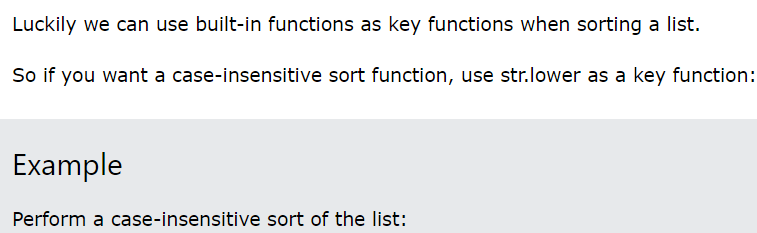 Luckily we can use built-in functions as key functions when sorting a list.
So if you want a case-insensitive sort function, use str.lower as a key function:
Example
Perform a case-insensitive sort of the list: